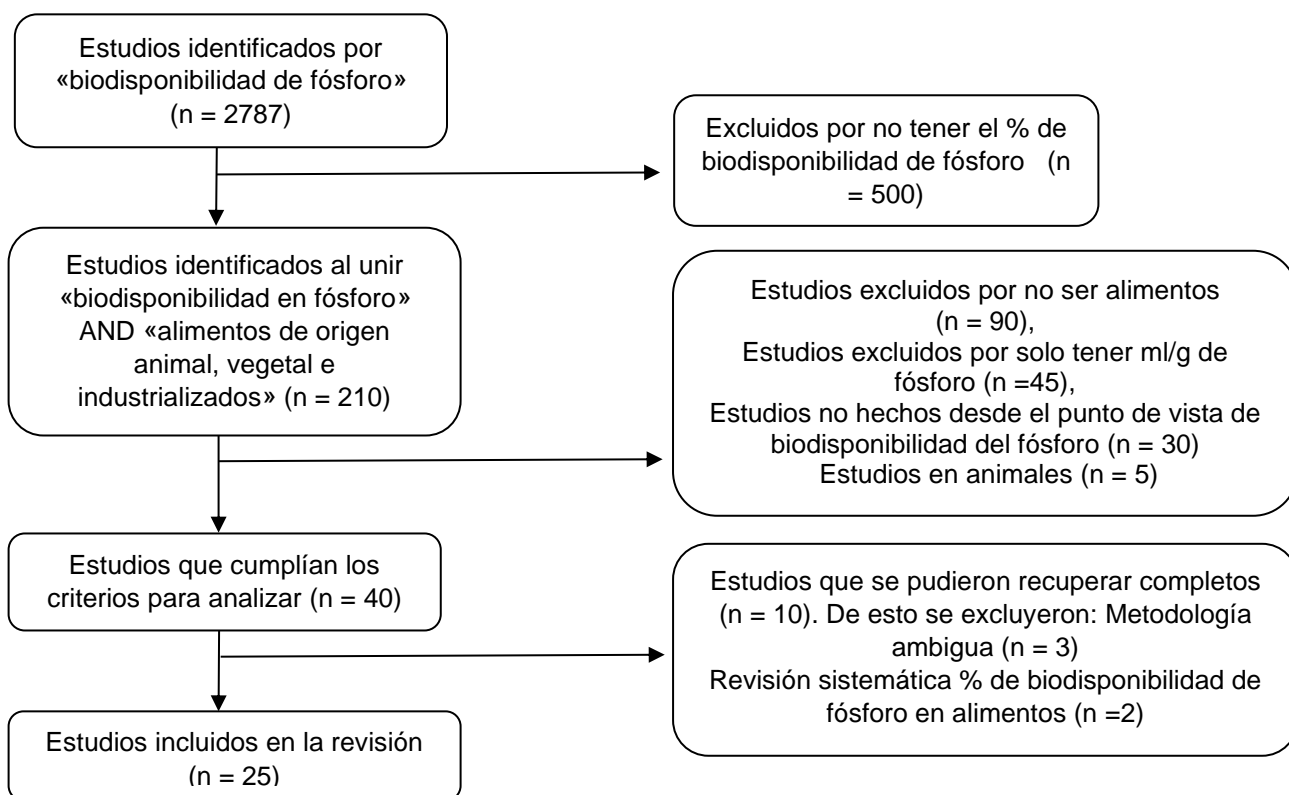 Estudios identificados por
«biodisponibilidad de fósforo»
(n = 2787)
Excluidos por no tener el % de
biodisponibilidad de fósforo (n
= 500)
Estudios identificados al unir
«biodisponibilidad en fósforo»
AND «alimentos de origen
animal, vegetal e
industrializados» (n = 210)
Estudios excluidos por no ser alimentos
(n = 90),
Estudios excluidos por solo tener ml/g de
fósforo (n =45),
Estudios no hechos desde el punto de vista de
biodisponibilidad del fósforo (n = 30)
Estudios en animales (n = 5)
Estudios que cumplían los
criterios para analizar (n = 40)
Estudios que se pudieron recuperar completos
(n = 10). De esto se excluyeron: Metodología
ambigua (n = 3)
Revisión sistemática % de biodisponibilidad de
fósforo en alimentos (n =2)
Estudios incluidos en la revisión
(n = 25)